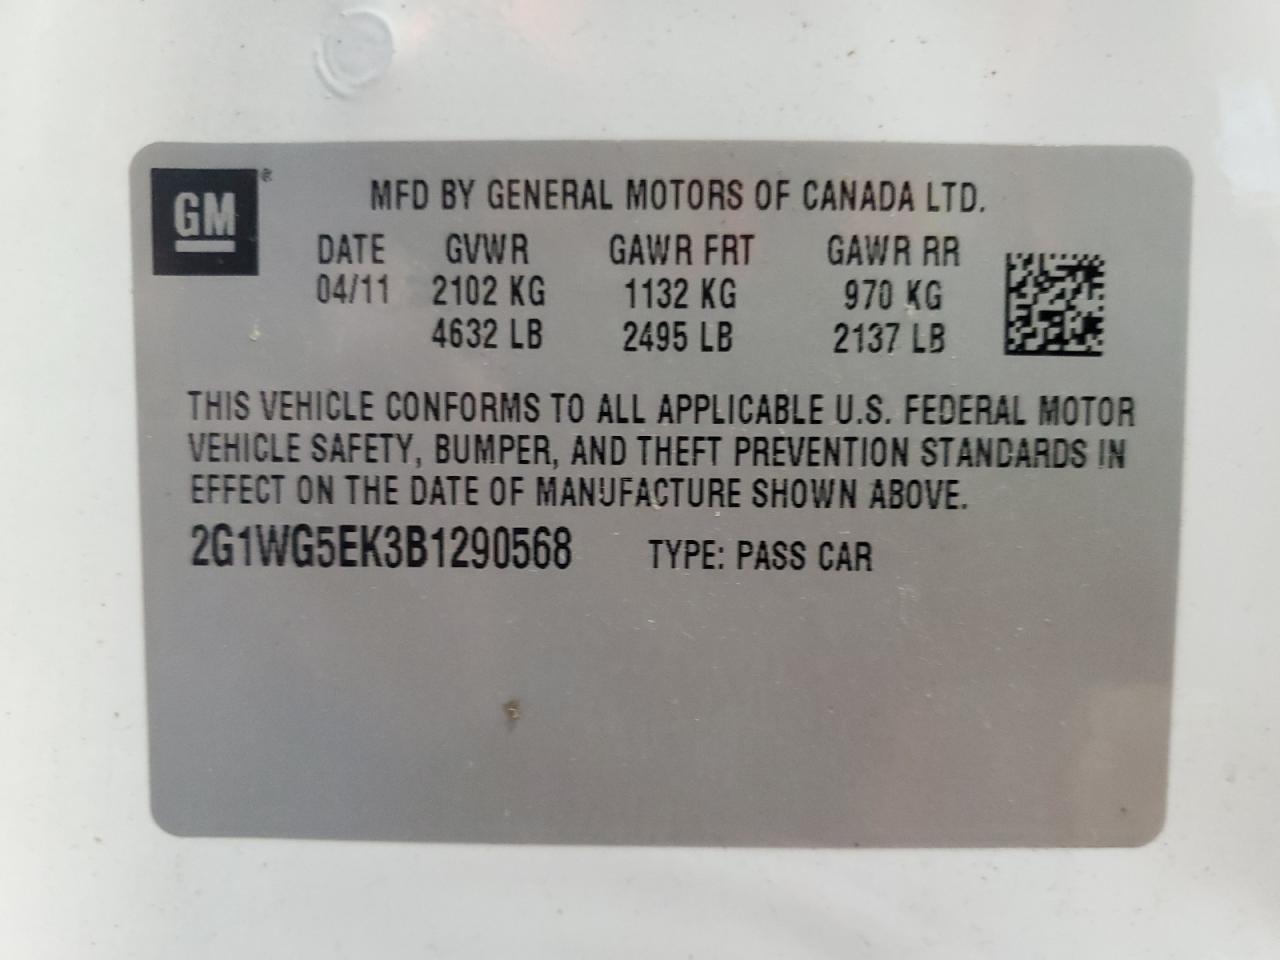 GM®
MFD BY GENERAL MOTORS OF CANADA LTD.
DATE GVWR GAWR FRT GAWR RR
04/11 2102 KG 1132 KG 970 KG
4632 LB 2495 LB 2137 LB
THIS VEHICLE CONFORMS TO ALL APPLICABLE U.S. FEDERAL MOTOR
VEHICLE SAFETY, BUMPER, AND THEFT PREVENTION STANDARDS IN
EFFECT ON THE DATE OF MANUFACTURE SHOWN ABOVE.
2G1WG5EK3B1290568 TYPE: PASS CAR